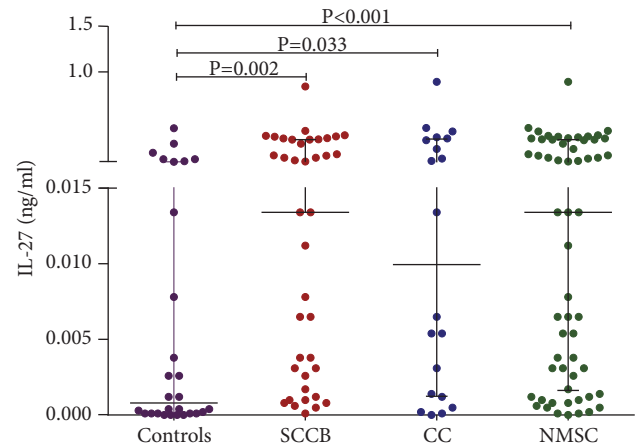 1.5
P<0.001
P=0.033
1.0
P=0.002
IL-27 (ng/ml)
0.015
0.010
0.005
0.000
Controls SCCB CC NMSC